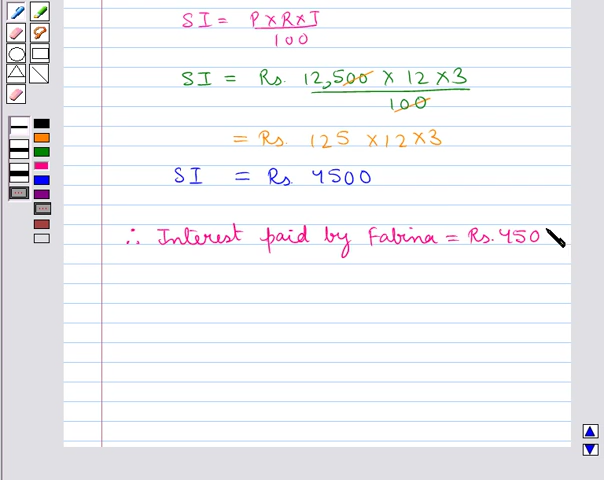 SI = P × R × T
100
SI = Rs. 12,500 × 12 × 3
100
= Rs. 125 × 12 × 3
SI = Rs. 4500
∴ Interest paid by Fabina = Rs. 450